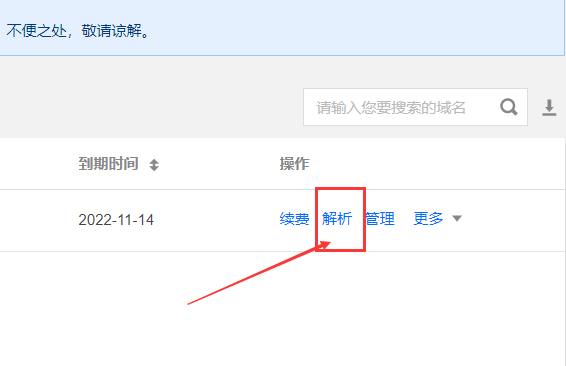 不便之处，敬请谅解。
请输入您要搜索的域名
到期时间 操作
2022-11-14 续费 解析 管理 更多